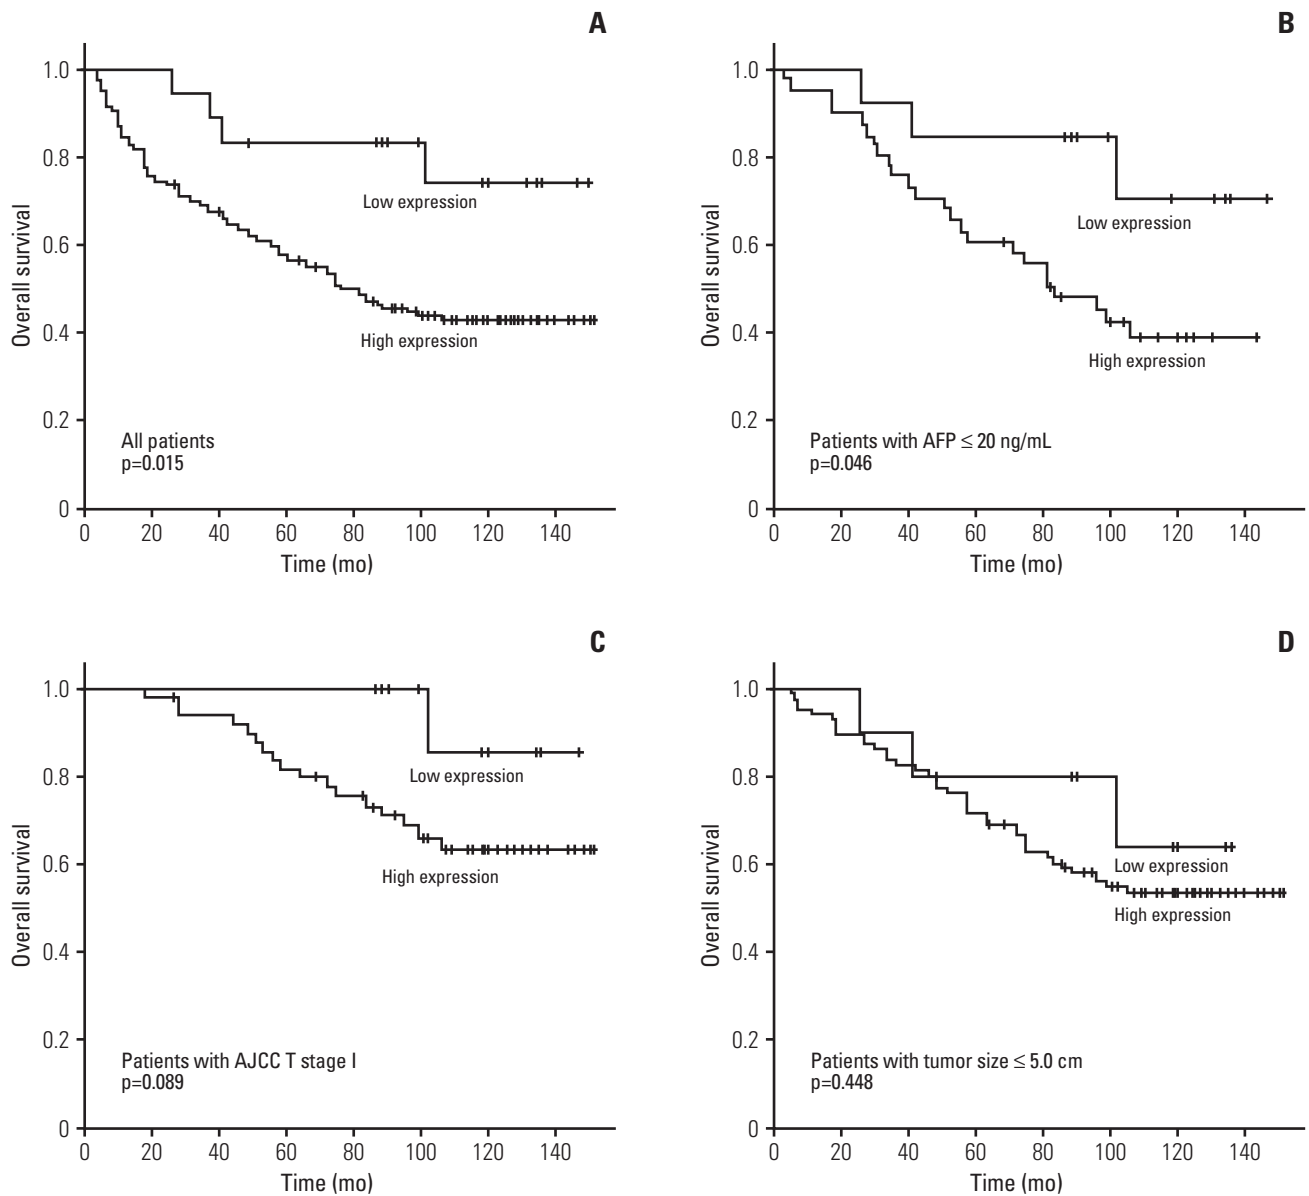 A
Overall survival
1.0
0.8
0.6
0.4
0.2
0
Low expression
High expression
All patients
p=0.015
0 20 40 60 80 100 120 140
Time (mo)
B
Overall survival
1.0
0.8
0.6
0.4
0.2
0
Low expression
High expression
Patients with AFP ≤ 20 ng/mL
p=0.046
0 20 40 60 80 100 120 140
Time (mo)
C
Overall survival
1.0
0.8
0.6
0.4
0.2
0
Low expression
High expression
Patients with AJCC T stage I
p=0.089
0 20 40 60 80 100 120 140
Time (mo)
D
Overall survival
1.0
0.8
0.6
0.4
0.2
0
Low expression
High expression
Patients with tumor size ≤ 5.0 cm
p=0.448
0 20 40 60 80 100 120 140
Time (mo)